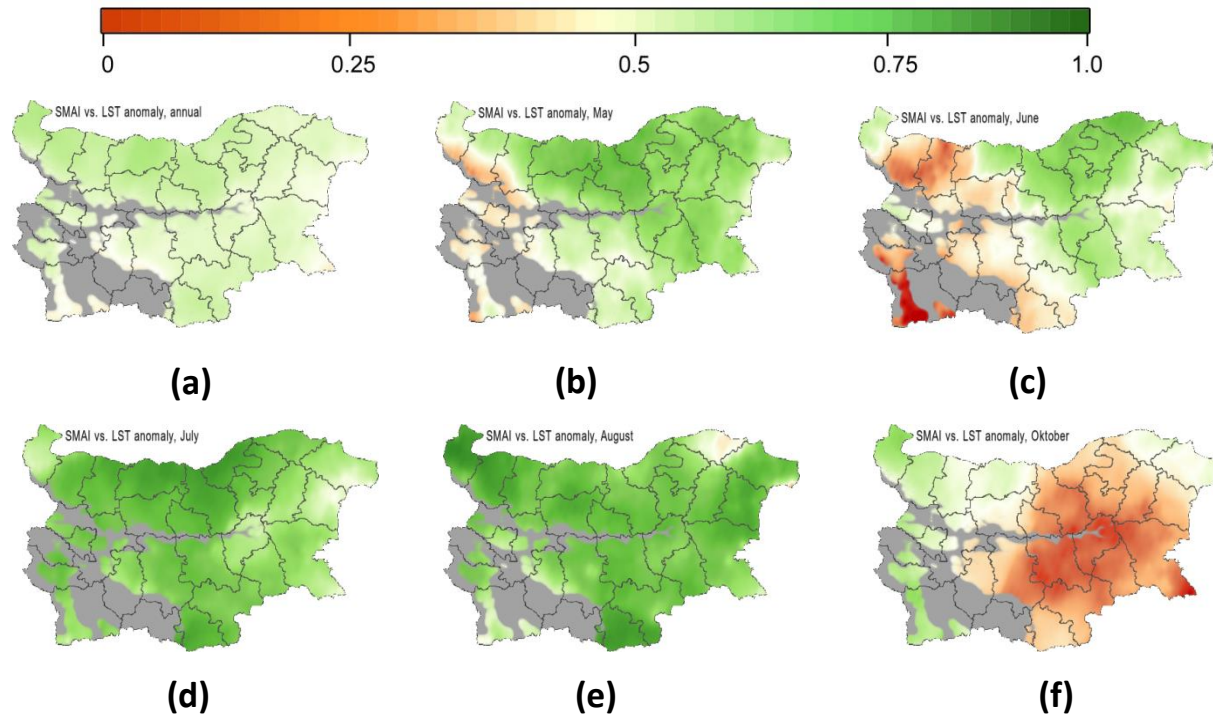 0 0.25 0.5 0.75 1.0
SMAI vs. LST anomaly, annual
SMAI vs. LST anomaly, May
SMAI vs. LST anomaly, June
(a)
(b)
(c)
SMAI vs. LST anomaly, July
SMAI vs. LST anomaly, August
SMAI vs. LST anomaly, Oktober
(d)
(e)
(f)